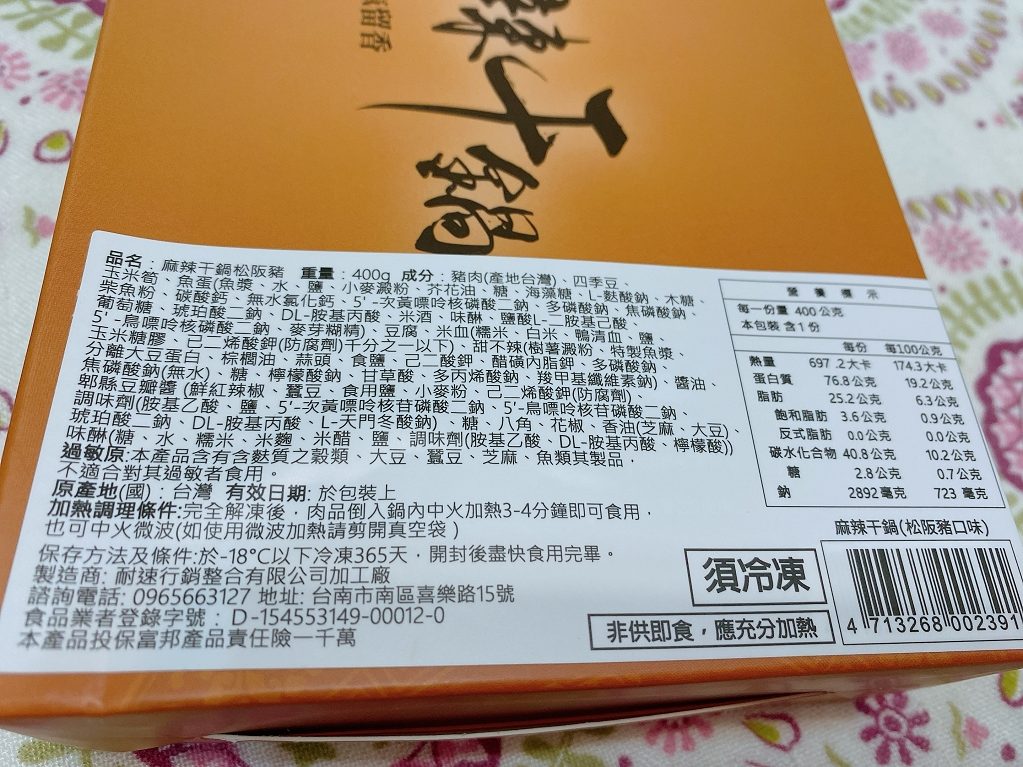 留香
干鍋
品名：麻辣干鍋松阪豬 重量：400g 成分：豬肉(產地台灣)、四季豆、
玉米筍、魚蛋(魚漿、水、鹽、小麥澱粉、芥花油、糖、海藻糖、L-麩酸鈉、木糖、
柴魚粉、碳酸鈣、無水氯化鈣、5'-次黃嘌呤核磷酸二鈉、多磷酸鈉、焦磷酸鈉、
葡萄糖、琥珀酸二鈉、DL-胺基丙酸、米酒、味醂、鹽酸L-二胺基己酸、
5'-鳥嘌呤核磷酸二鈉、麥芽糊精)、豆腐、米血(糯米、白米、鴨清血、鹽、
玉米糖膠、己二烯酸鉀(防腐劑)千分之一以下)、甜不辣(樹薯澱粉、特製魚漿、
分離大豆蛋白、棕櫚油、蒜頭、食鹽、己二酸鉀、醋磺內脂鉀、多磷酸鈉、
焦磷酸鈉(無水)、糖、檸檬酸鈉、甘草酸、多丙烯酸鈉、羧甲基纖維素鈉)、醬油、
郫縣豆瓣醬(鮮紅辣椒、蠶豆、食用鹽、小麥粉、己二烯酸鉀(防腐劑)、
調味劑(胺基乙酸、鹽、5'-次黃嘌呤核苷磷酸二鈉、5'-鳥嘌呤核苷磷酸二鈉、
琥珀酸二鈉、DL-胺基丙酸、L-天門冬酸鈉)、糖、八角、花椒、香油(芝麻、大豆)、
味醂(糖、水、糯米、米麴、米醋、鹽、調味劑(胺基乙酸、DL-胺基丙酸、檸檬酸))
過敏原:本產品含有含麩質之穀類、大豆、蠶豆、芝麻、魚類其製品，
不適合對其過敏者食用。
原產地(國)：台灣 有效日期: 於包裝上
加熱調理條件:完全解凍後，肉品倒入鍋內中火加熱3-4分鐘即可食用，
也可中火微波(如使用微波加熱請剪開真空袋)
保存方法及條件:於-18°C以下冷凍365天，開封後盡快食用完畢。
製造商: 耐速行銷整合有限公司加工廠
諮詢電話: 0965663127 地址: 台南市南區喜樂路15號
食品業者登錄字號：D-154553149-00012-0
本產品投保富邦產品責任險一千萬
營養標示
每一份量 400公克
本包裝 含1份
每份 每100公克
熱量 697.2大卡 174.3大卡
蛋白質 76.8公克 19.2公克
脂肪 25.2公克 6.3公克
飽和脂肪 3.6公克 0.9公克
反式脂肪 0.0公克 0.0公克
碳水化合物 40.8公克 10.2公克
糖 2.8公克 0.7公克
鈉 2892毫克 723毫克
麻辣干鍋(松阪豬口味)
須冷凍
非供即食，應充分加熱
4 713268 002391